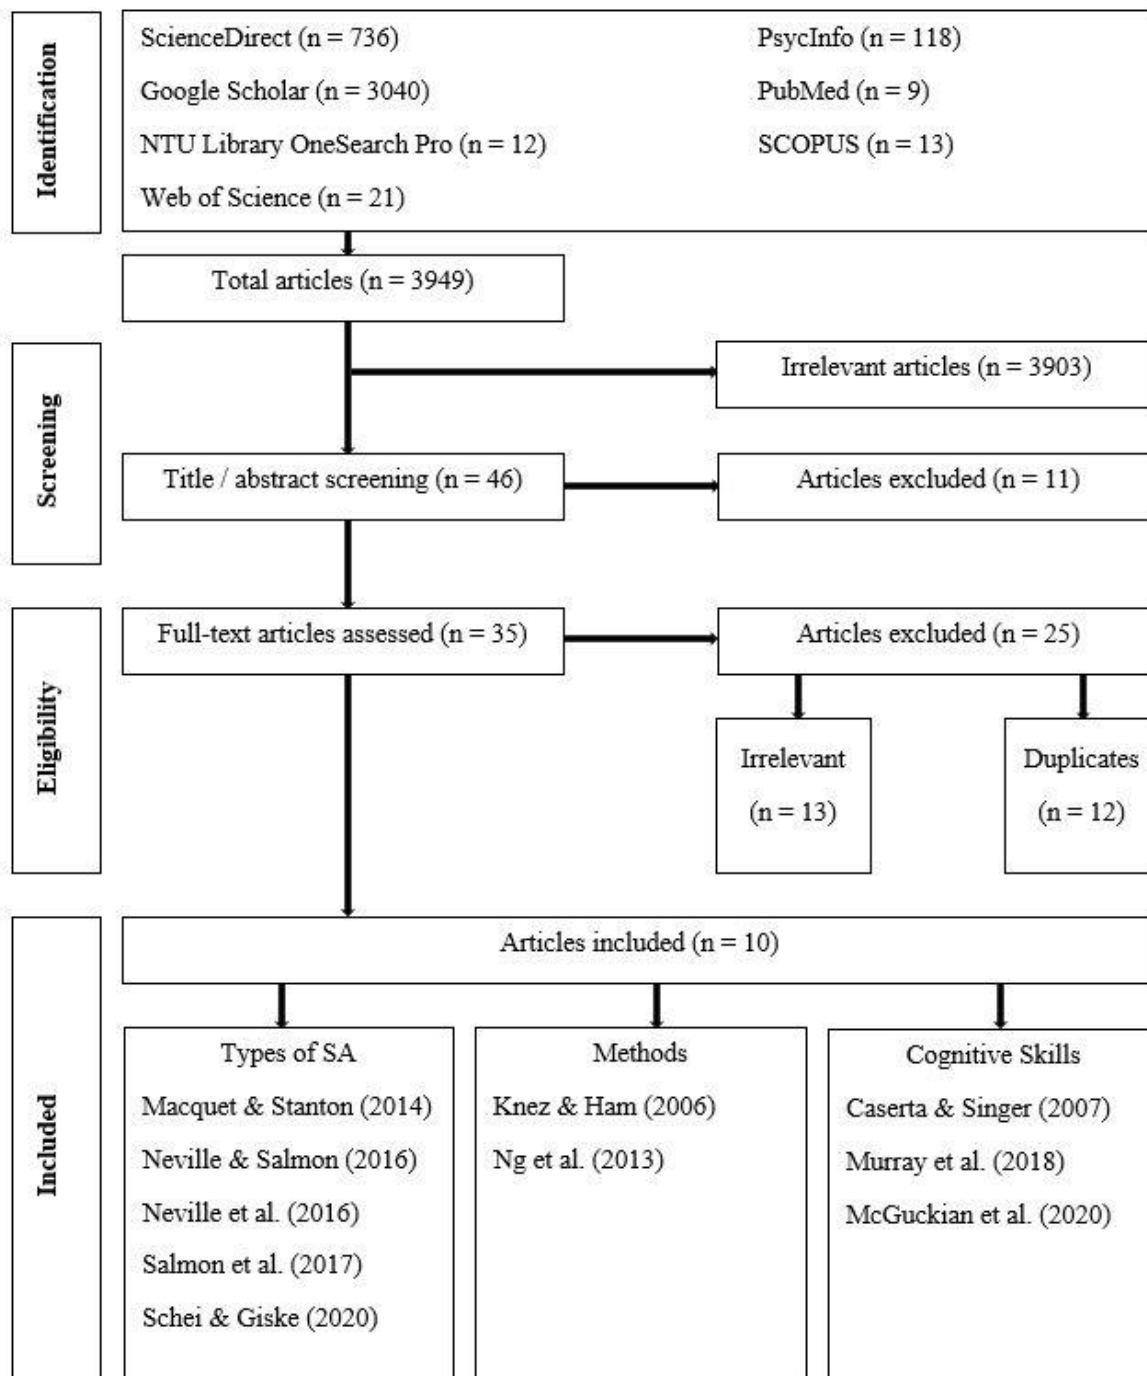 Identification
ScienceDirect (n = 736)
PsycInfo (n = 118)
Google Scholar (n = 3040)
PubMed (n = 9)
NTU Library OneSearch Pro (n = 12)
SCOPUS (n = 13)
Web of Science (n = 21)
Total articles (n = 3949)
Screening
Irrelevant articles (n = 3903)
Title / abstract screening (n = 46)
Articles excluded (n = 11)
Eligibility
Full-text articles assessed (n = 35)
Articles excluded (n = 25)
Irrelevant
(n = 13)
Duplicates
(n = 12)
Included
Articles included (n = 10)
Types of SA
Macquet & Stanton (2014)
Neville & Salmon (2016)
Neville et al. (2016)
Salmon et al. (2017)
Schei & Giske (2020)
Methods
Knez & Ham (2006)
Ng et al. (2013)
Cognitive Skills
Caserta & Singer (2007)
Murray et al. (2018)
McGuckian et al. (2020)